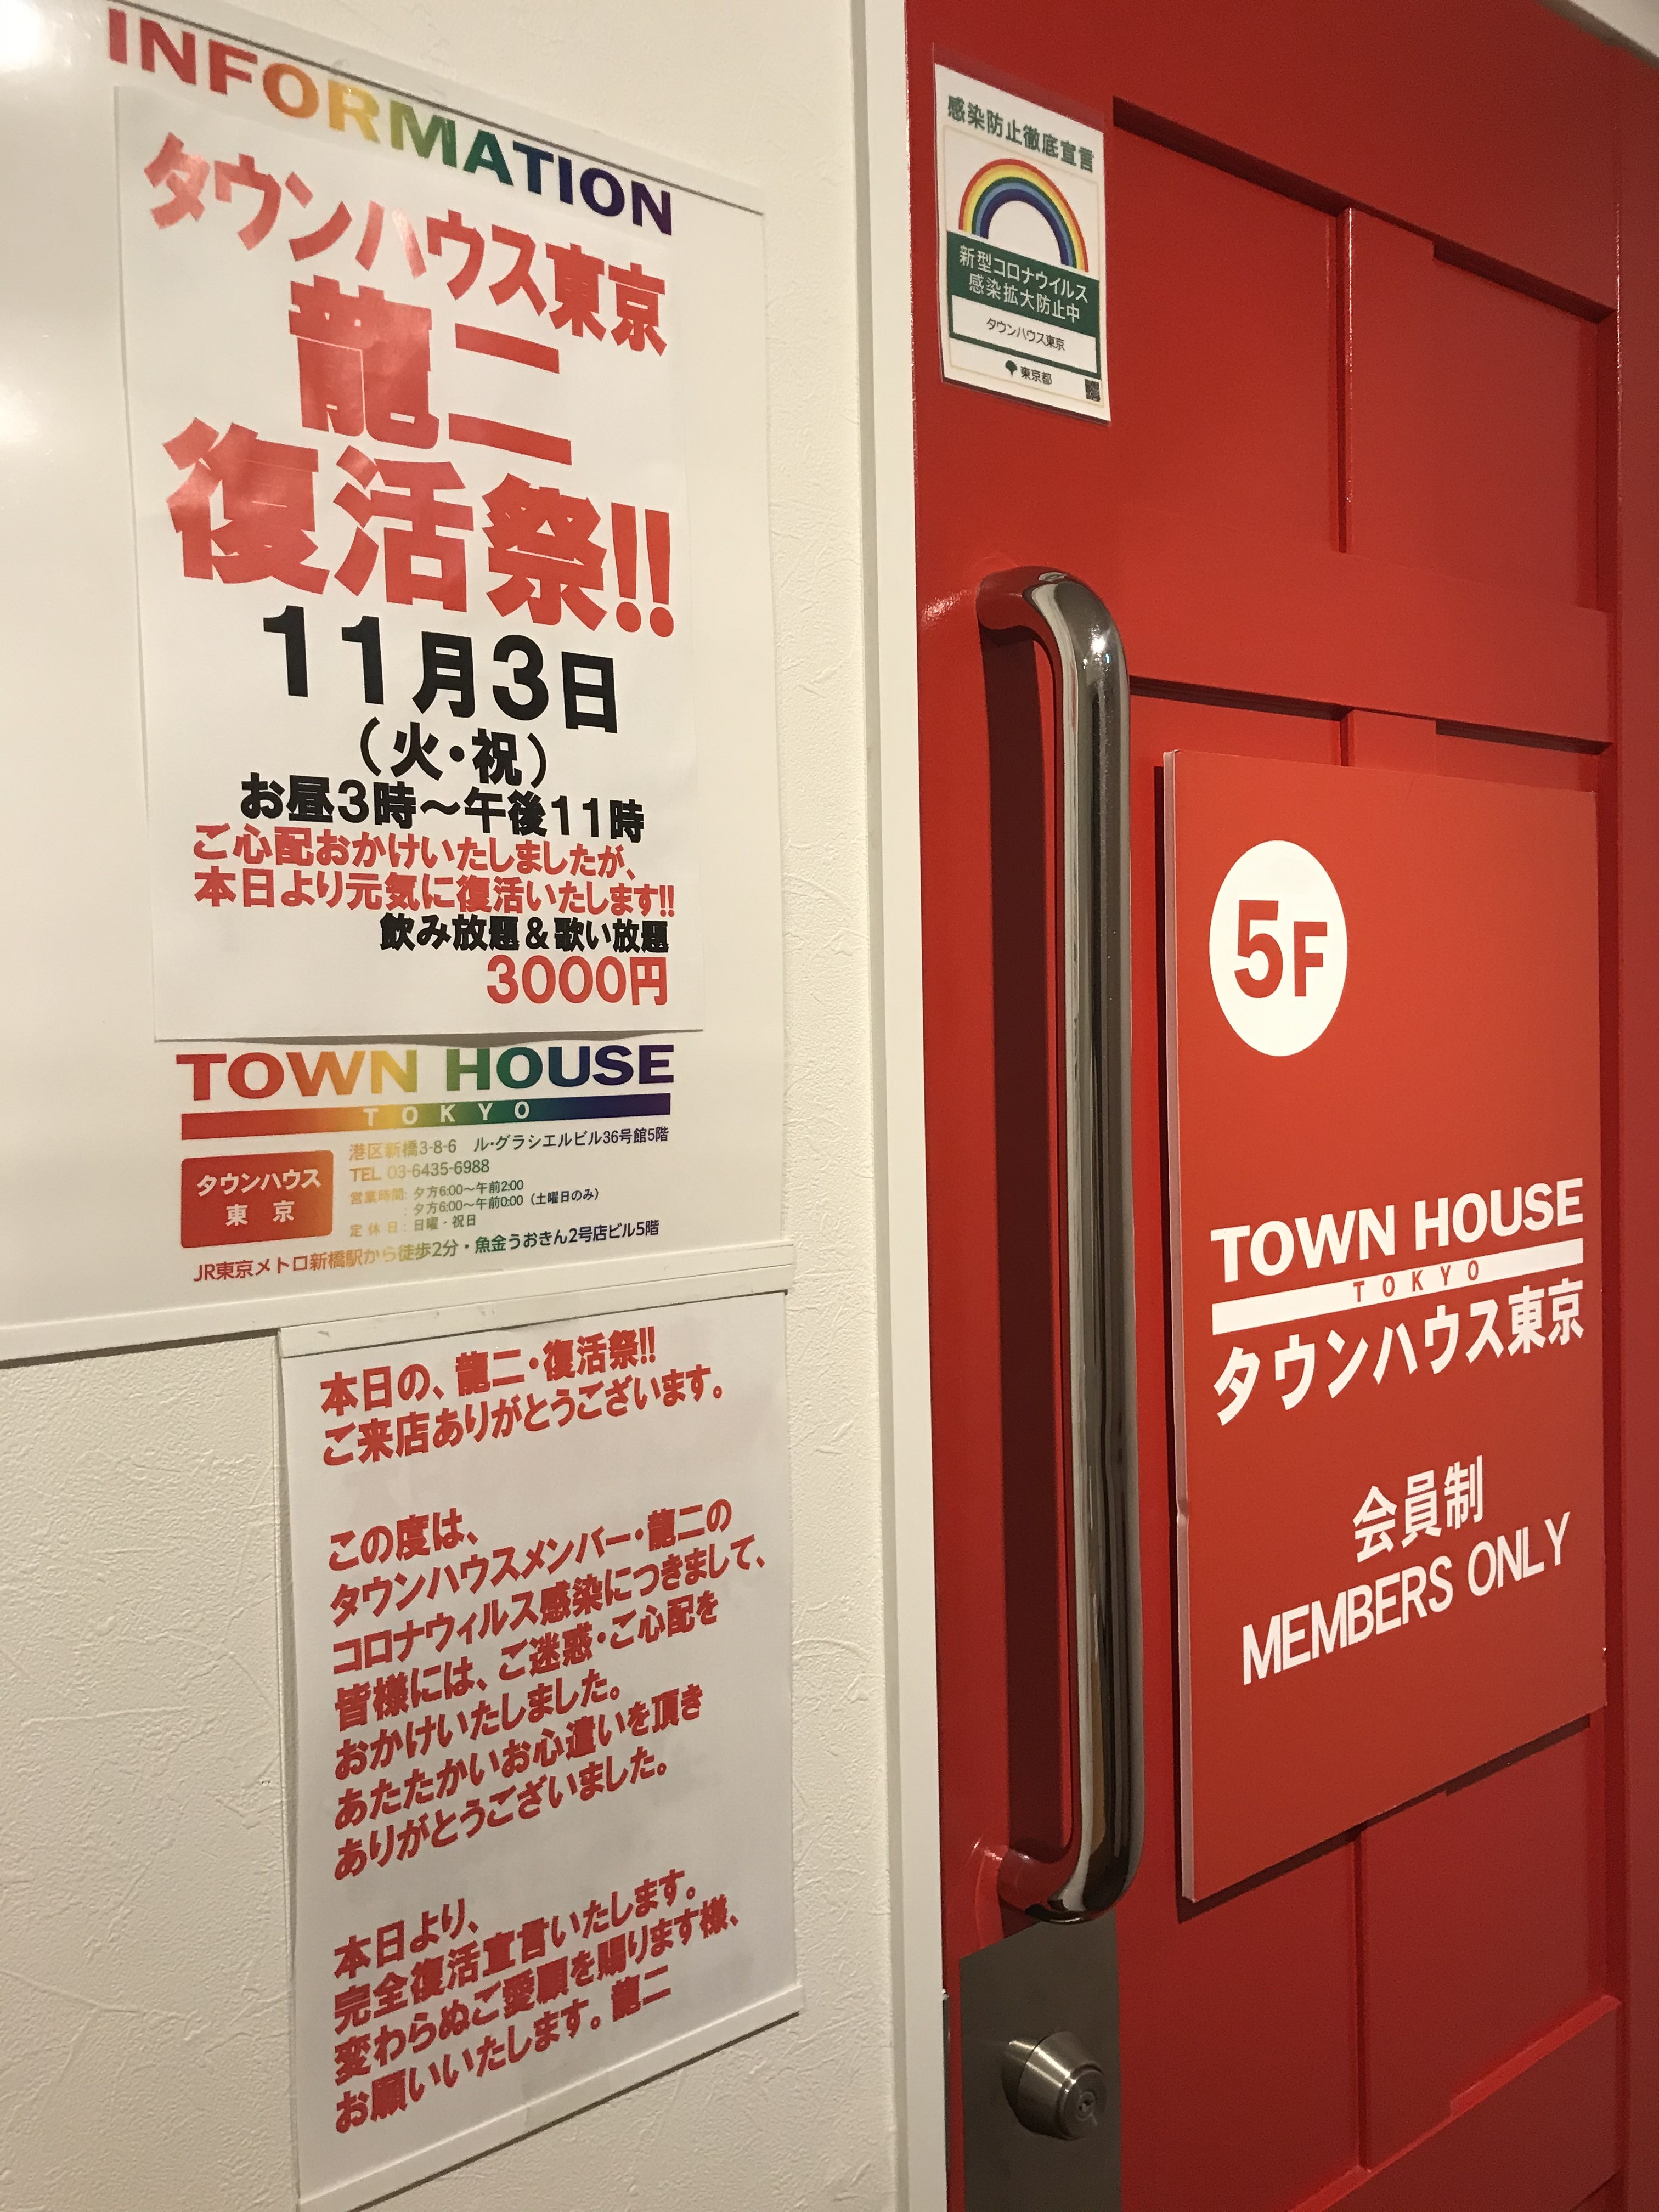 INFORMATION
タウンハウス東京
龍二
復活祭!!
11月3日
(火・祝)
お昼3時〜午後11時
ご心配おかけいたしましたが、
本日より元気に復活いたします!!
飲み放題&歌い放題
3000円
TOWN HOUSE
TOKYO
タウンハウス
東京
港区新橋3-8-6 ル・グラシエルビル36号館5階
TEL 03-6435-6988
営業時間: 夕方6:00〜午前2:00
: 夕方6:00〜午前0:00 (土曜日のみ)
定休日: 日曜・祝日
JR東京メトロ新橋駅から徒歩2分・魚金うおきん2号店ビル5階
本日の、龍二・復活祭!!
ご来店ありがとうございます。
この度は、
タウンハウスメンバー・龍二の
コロナウィルス感染につきまして、
皆様には、ご迷惑・ご心配を
おかけいたしました。
あたたかいお心遣いを頂き
ありがとうございました。
本日より、
完全復活宣言いたします。
変わらぬご愛願を賜ります様、
お願いいたします。龍二
感染防止徹底宣言
新型コロナウイルス
感染拡大防止中
タウンハウス東京
東京都
5F
TOWN HOUSE
TOKYO
タウンハウス東京
会員制
MEMBERS ONLY